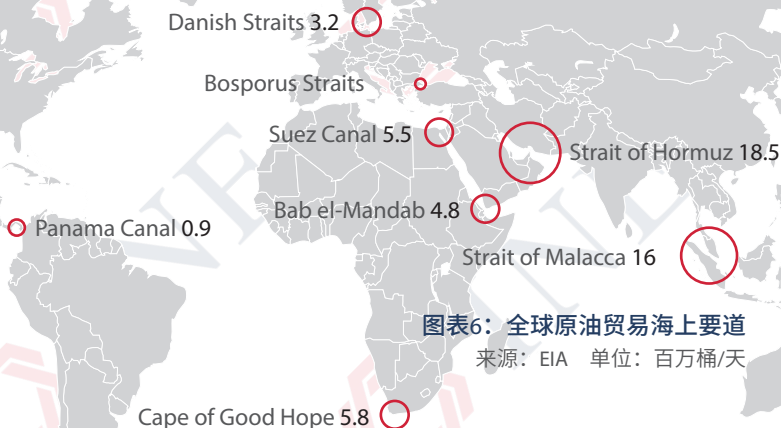 Danish Straits 3.2
Bosporus Straits
Suez Canal 5.5
Strait of Hormuz 18.5
Bab el-Mandab 4.8
Panama Canal 0.9
Strait of Malacca 16
图表6：全球原油贸易海上要道
来源：EIA 单位：百万桶/天
Cape of Good Hope 5.8